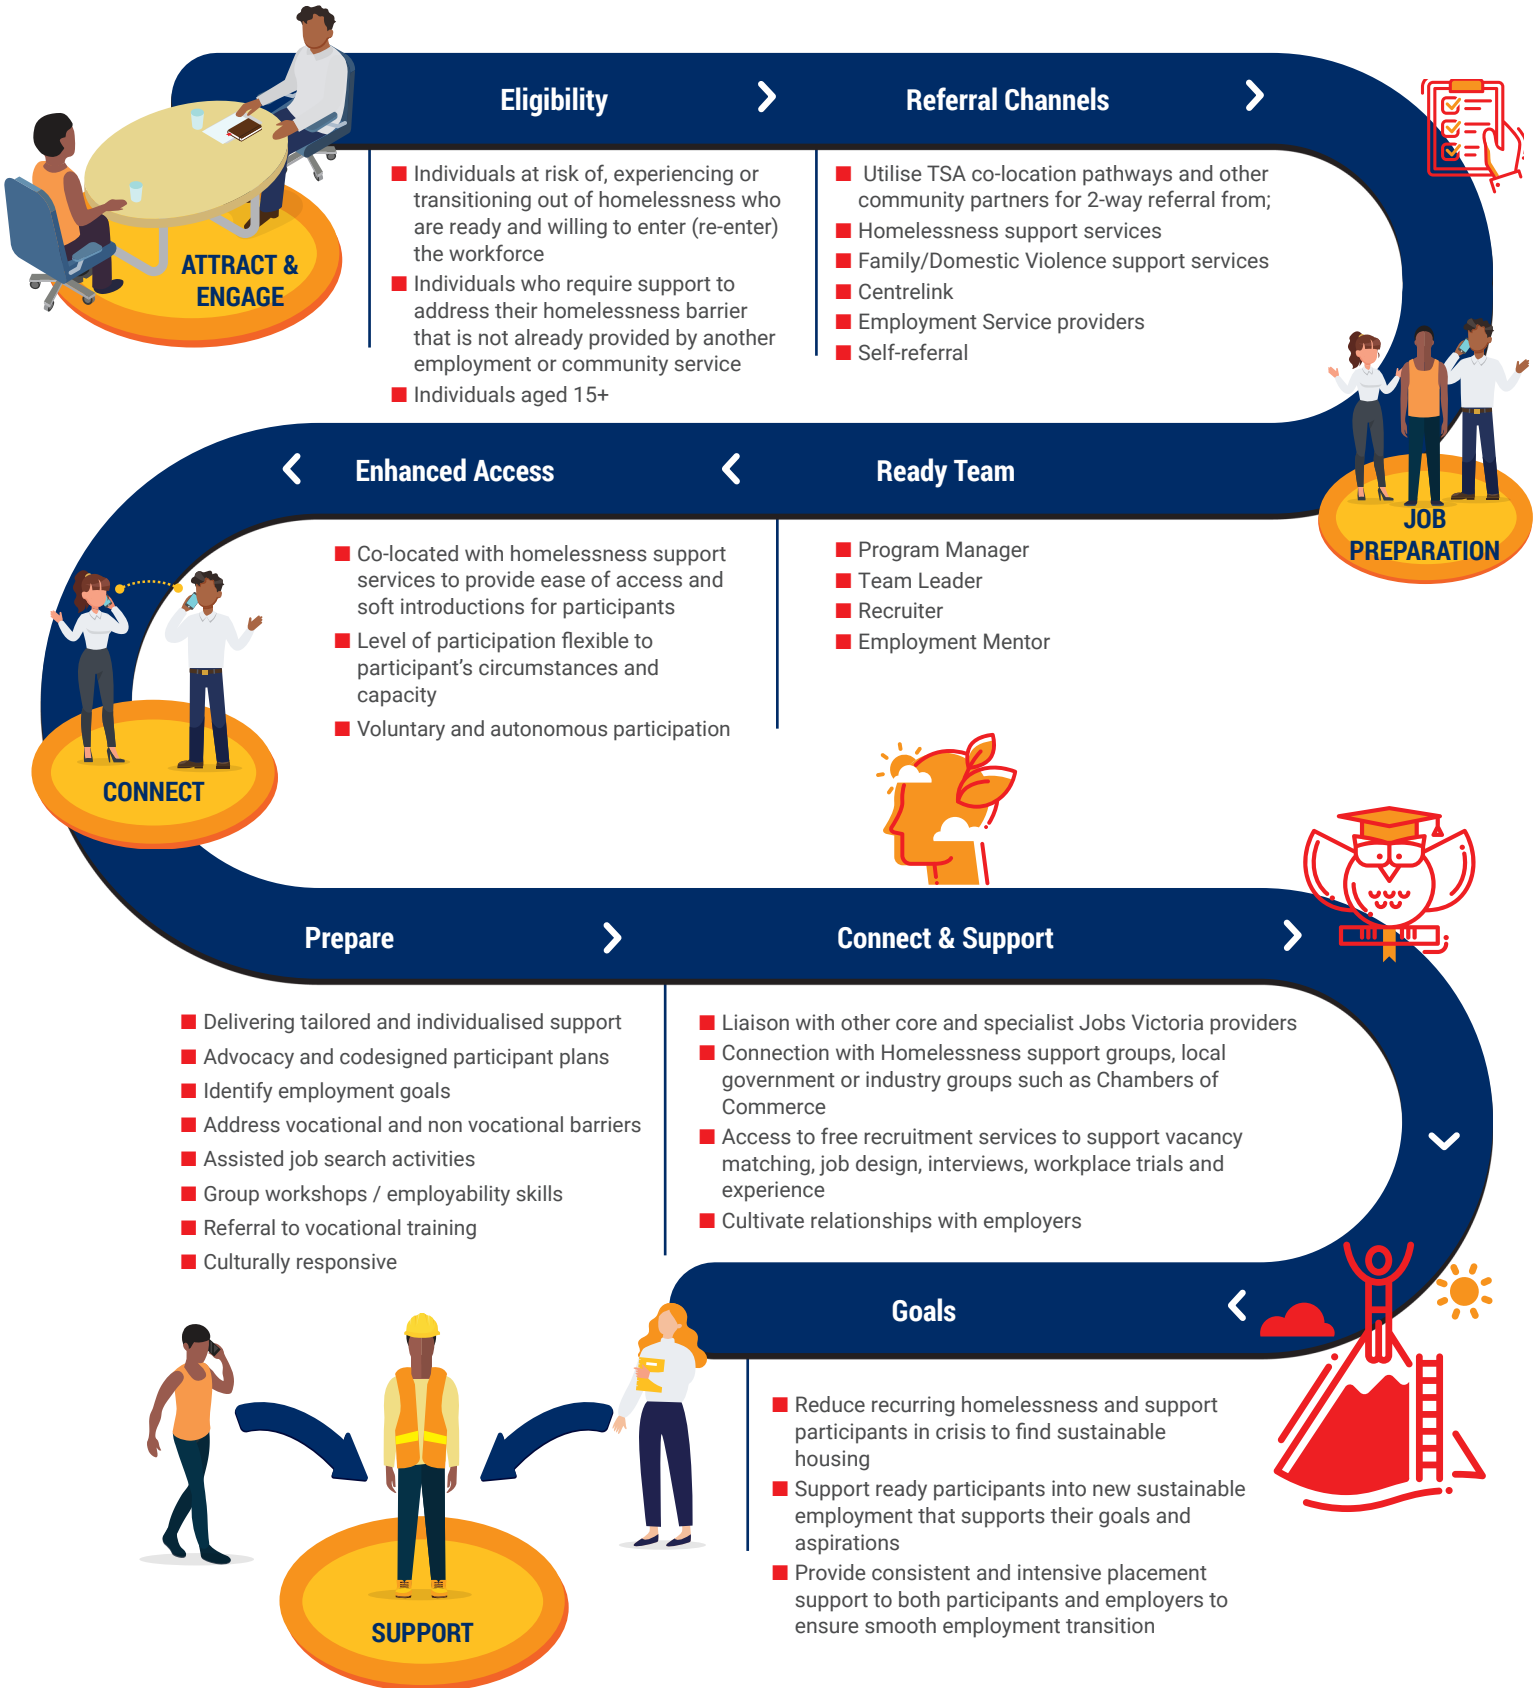 Eligibility
Referral Channels
ATTRACT &
ENGAGE
Individuals at risk of, experiencing or
transitioning out of homelessness who
are ready and willing to enter (re-enter)
the workforce
Individuals who require support to
address their homelessness barrier
that is not already provided by another
employment or community service
Individuals aged 15+
Utilise TSA co-location pathways and other
community partners for 2-way referral from;
Homelessness support services
Family/Domestic Violence support services
Centrelink
Employment Service providers
Self-referral
JOB
PREPARATION
Ready Team
Program Manager
Team Leader
Recruiter
Employment Mentor
Enhanced Access
Co-located with homelessness support
services to provide ease of access and
soft introductions for participants
Level of participation flexible to
participant's circumstances and
capacity
Voluntary and autonomous participation
CONNECT
Prepare
Delivering tailored and individualised support
Advocacy and codesigned participant plans
Identify employment goals
Address vocational and non vocational barriers
Assisted job search activities
Group workshops / employability skills
Referral to vocational training
Culturally responsive
Connect & Support
Liaison with other core and specialist Jobs Victoria providers
Connection with Homelessness support groups, local
government or industry groups such as Chambers of
Commerce
Access to free recruitment services to support vacancy
matching, job design, interviews, workplace trials and
experience
Cultivate relationships with employers
Goals
Reduce recurring homelessness and support
participants in crisis to find sustainable
housing
Support ready participants into new sustainable
employment that supports their goals and
aspirations
Provide consistent and intensive placement
support to both participants and employers to
ensure smooth employment transition
SUPPORT